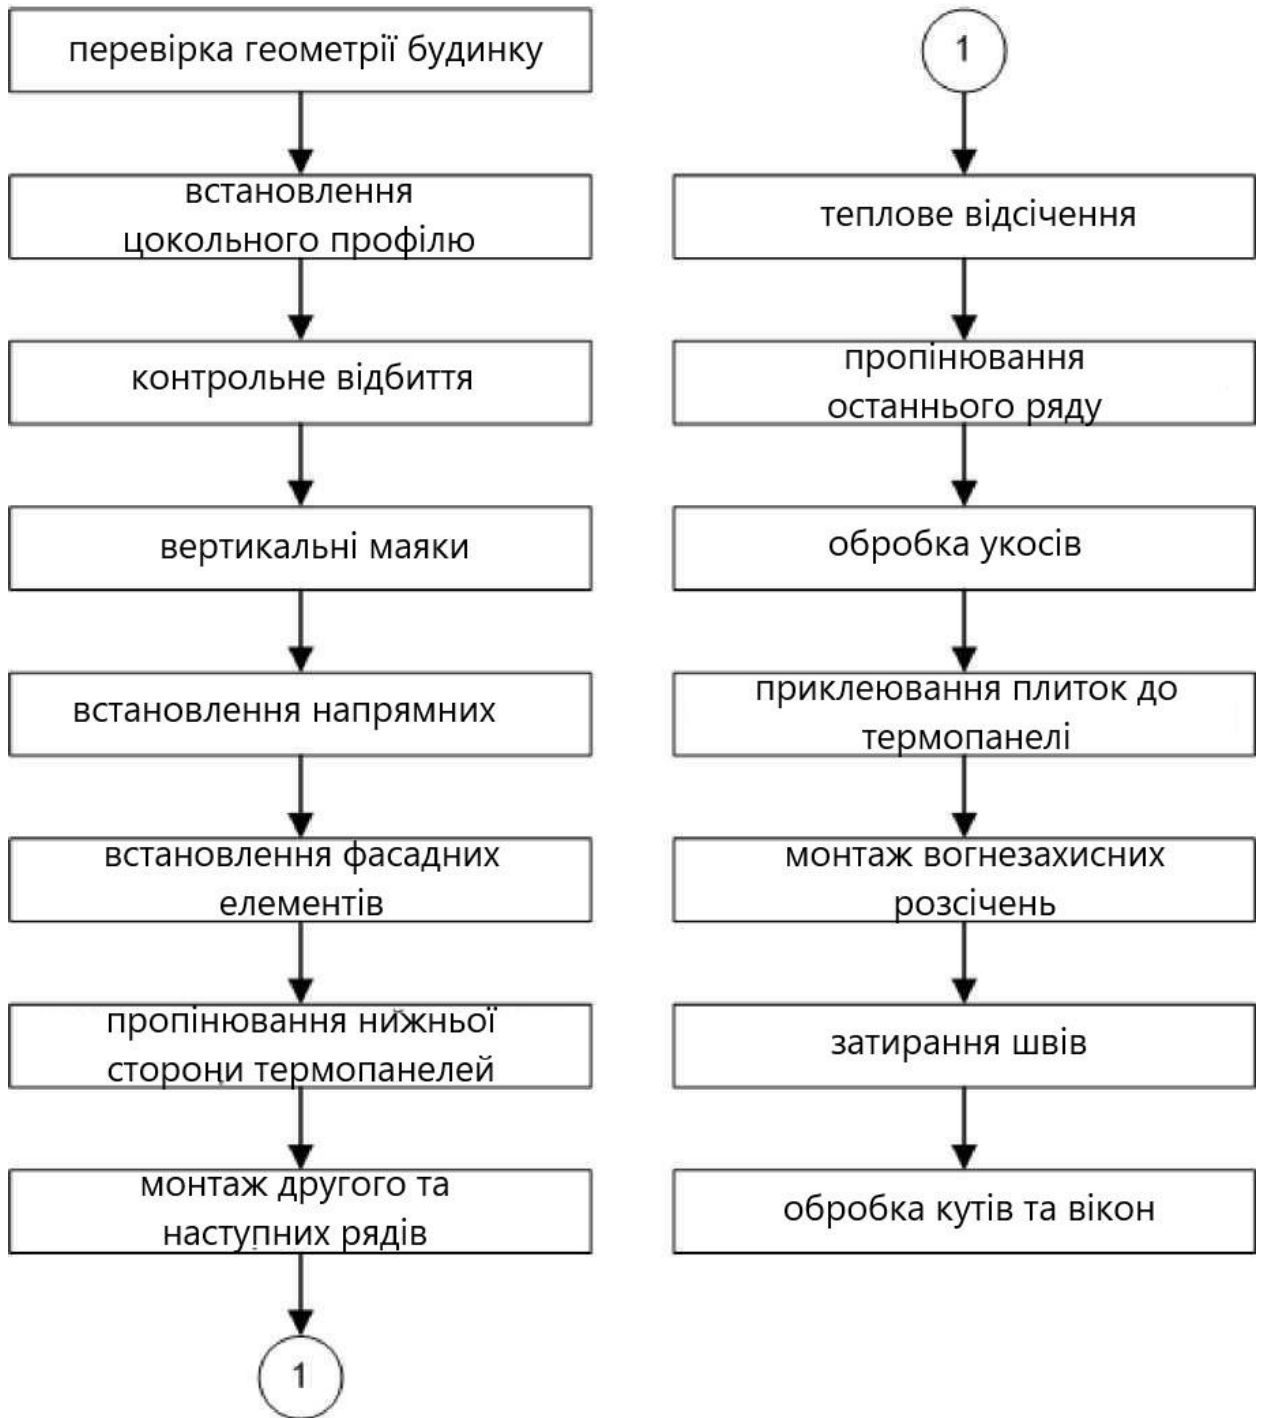 перевірка геометрії будинку
встановлення
цокольного профілю
контрольне відбиття
вертикальні маяки
встановлення напрямних
встановлення фасадних
елементів
пропінювання нижньої
сторони термопанелей
монтаж другого та
наступних рядів
1
1
теплове відсічення
пропінювання
останнього ряду
обробка укосів
приклеювання плиток до
термопанелі
монтаж вогнезахисних
розсічень
затирання швів
обробка кутів та вікон